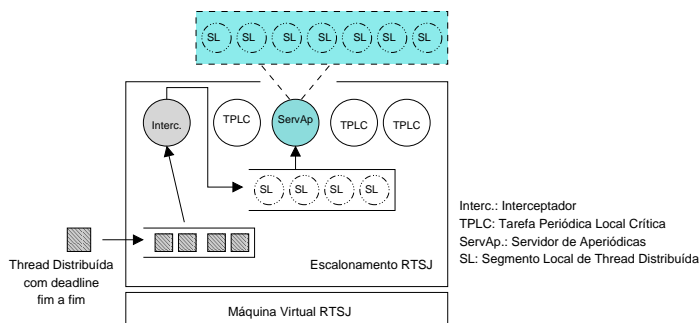 SL SL SL SL SL SL SL
Interc. TPLC ServAp TPLC TPLC
SL SL SL SL
Interc.: Interceptador
TPLC: Tarefa Periódica Local Crítica
ServAp.: Servidor de Aperiódicas
SL: Segmento Local de Thread Distribuída
Thread Distribuída
com deadline
fim a fim
Escalonamento RTSJ
Máquina Virtual RTSJ